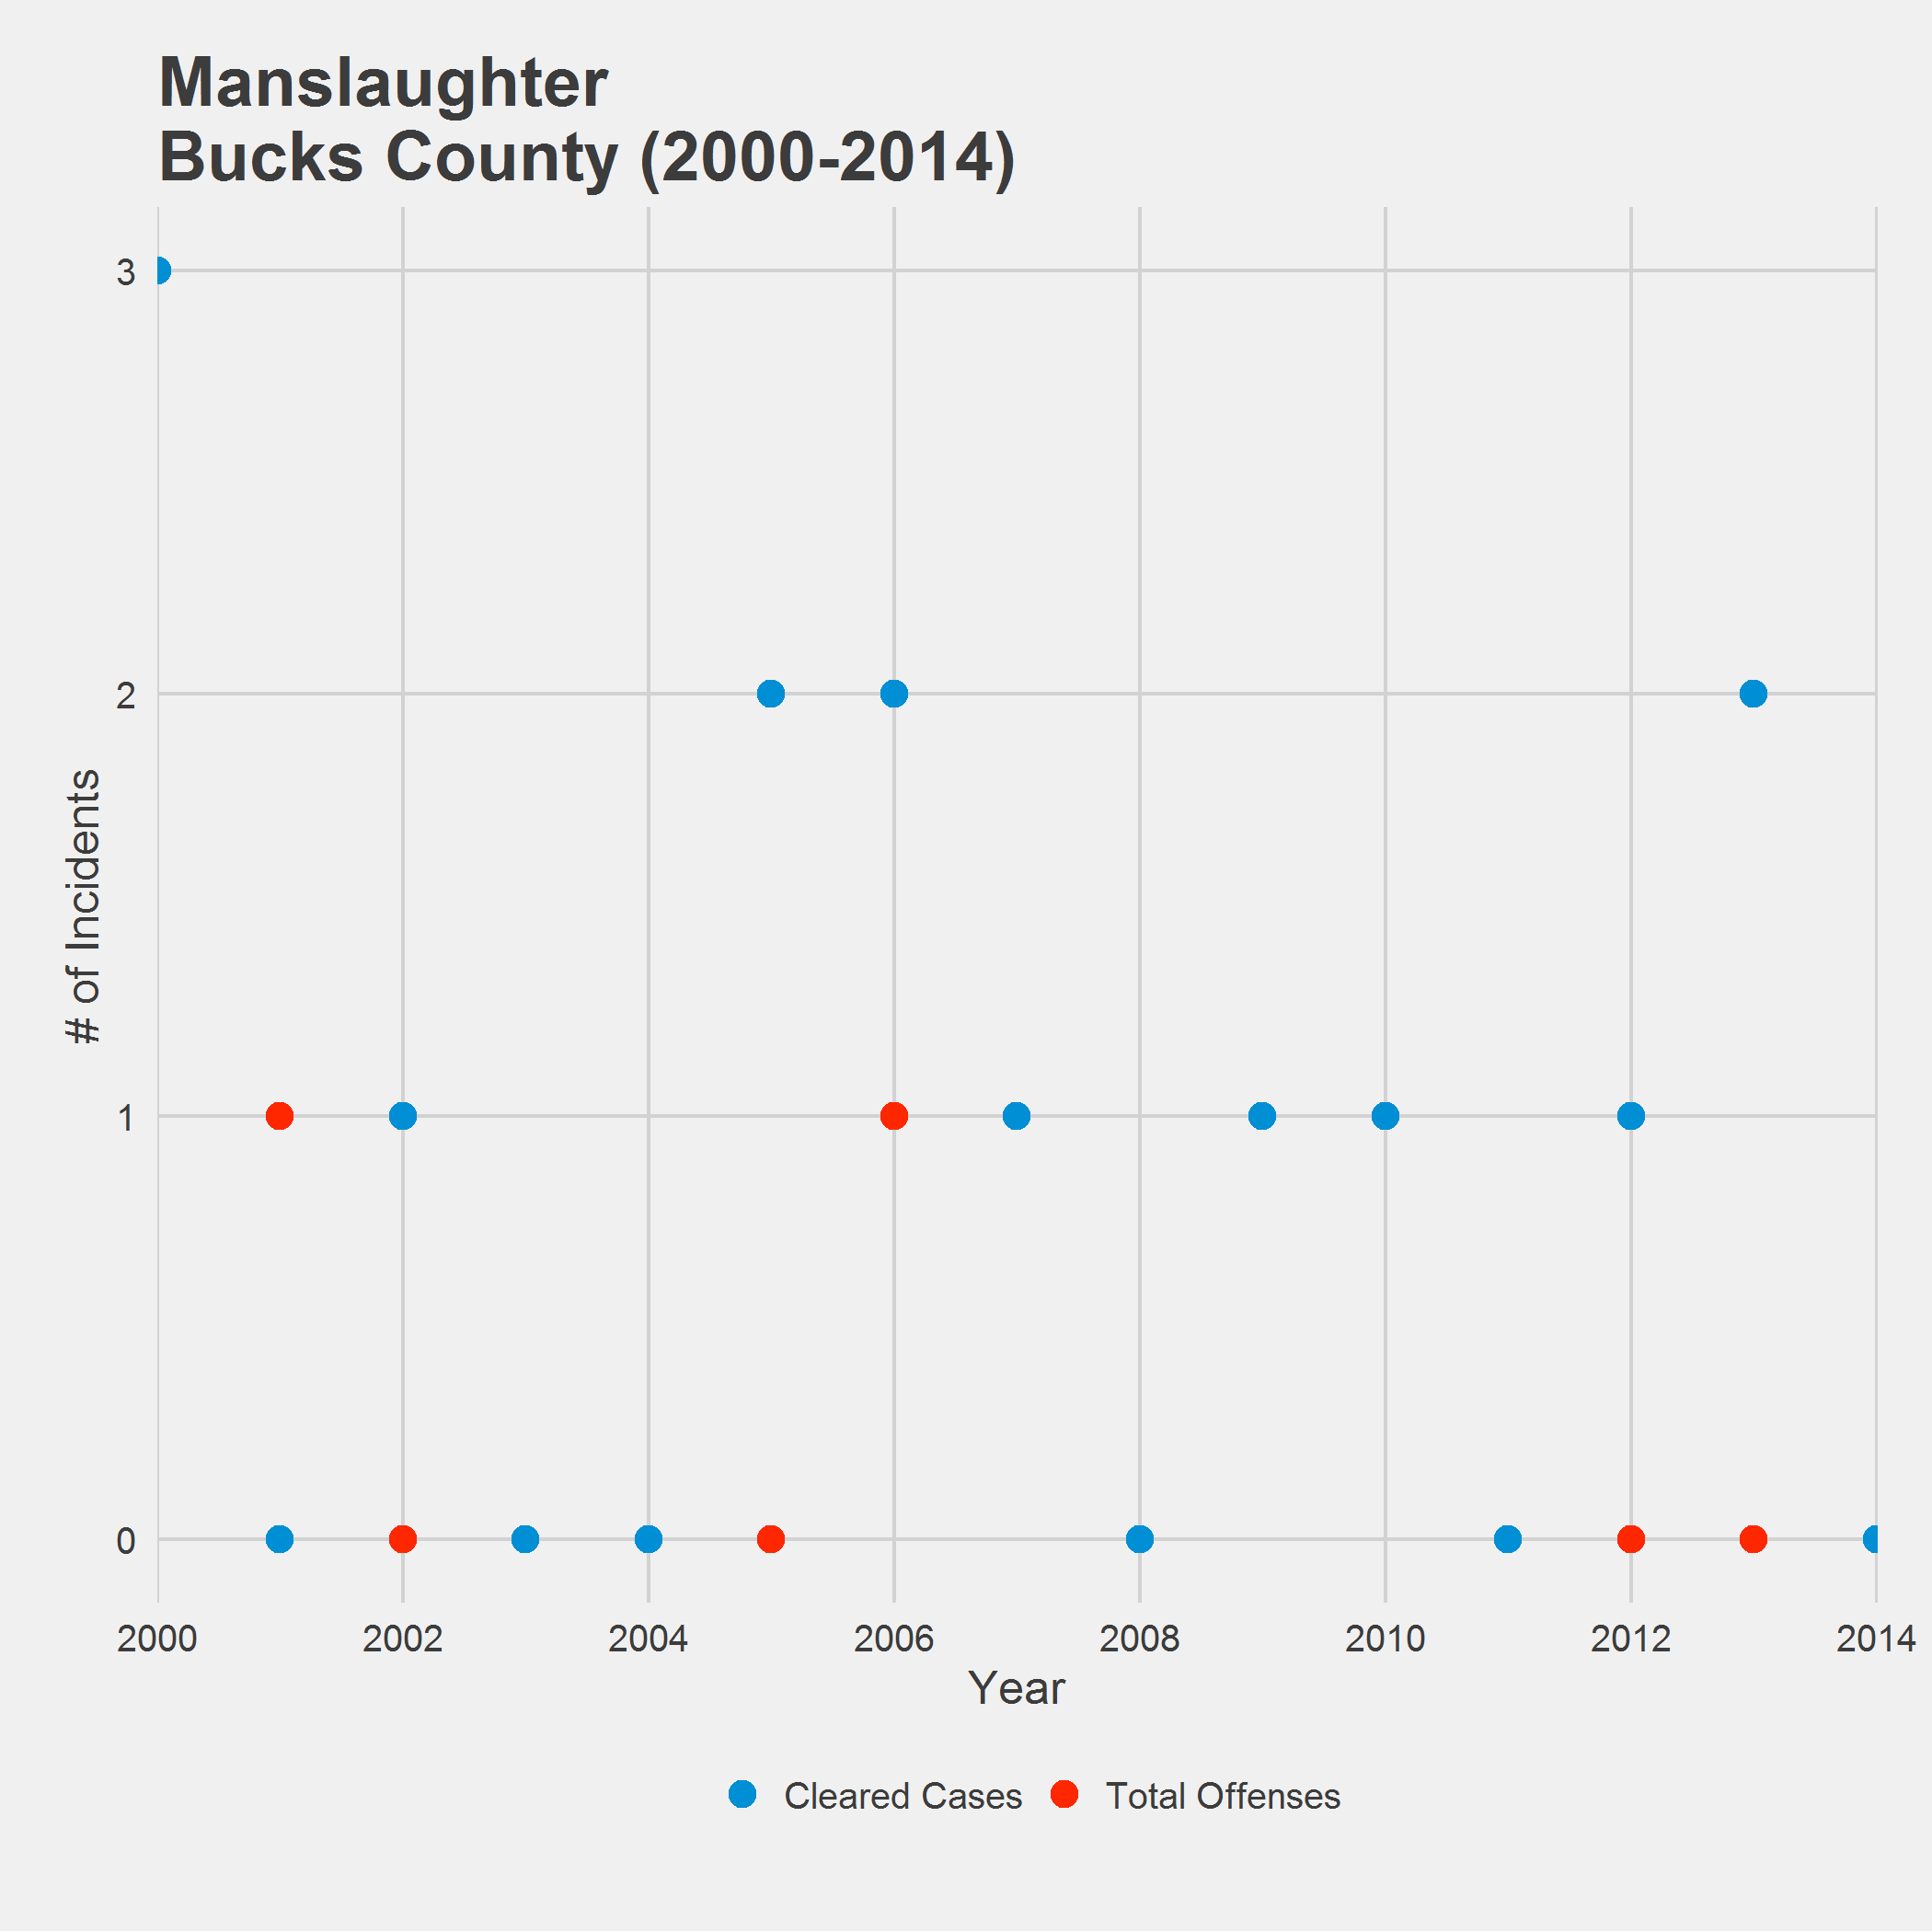 Manslaughter
Bucks County (2000-2014)
3
2
1
0
# of Incidents
2000 2002 2004 2006 2008 2010 2012 2014
Year
Cleared Cases Total Offenses